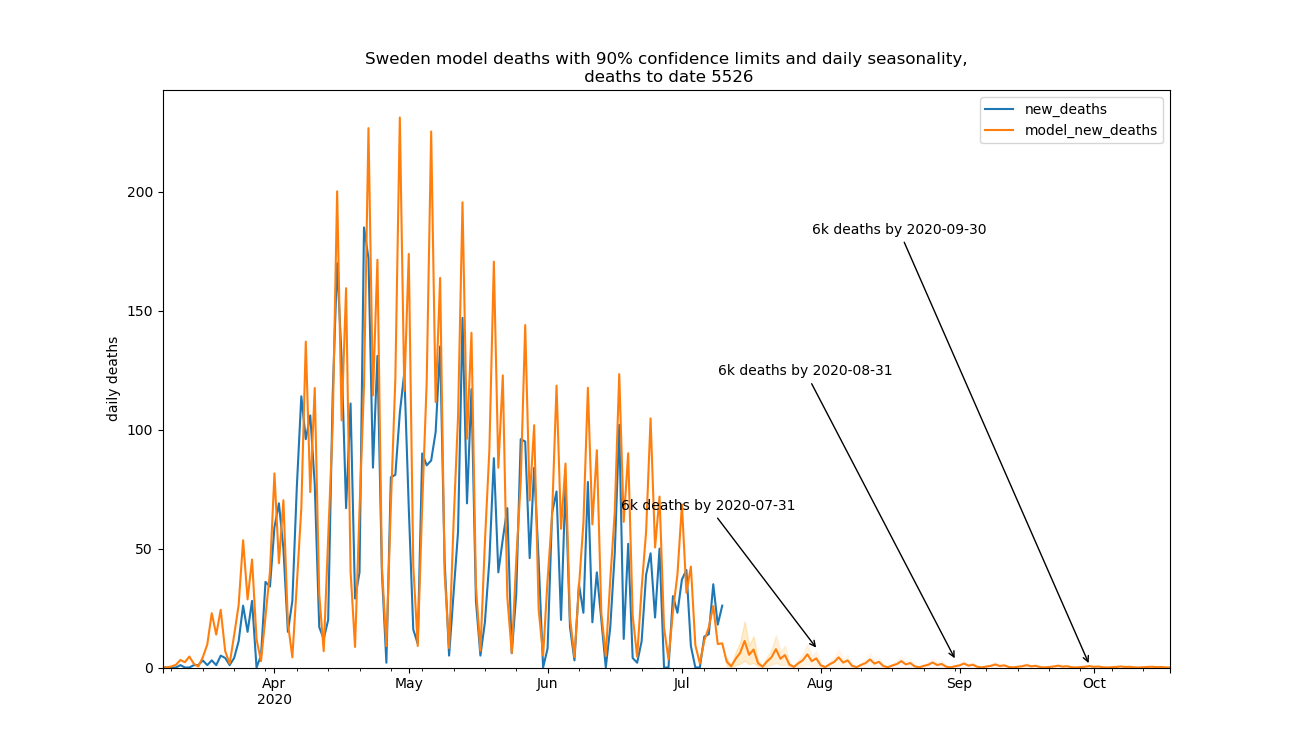 Sweden model deaths with 90% confidence limits and daily seasonality,
deaths to date 5526
new_deaths
model_new_deaths
daily deaths
200
150
100
50
0
6k deaths by 2020-09-30
6k deaths by 2020-08-31
6k deaths by 2020-07-31
Apr
2020
May
Jun
Jul
Aug
Sep
Oct